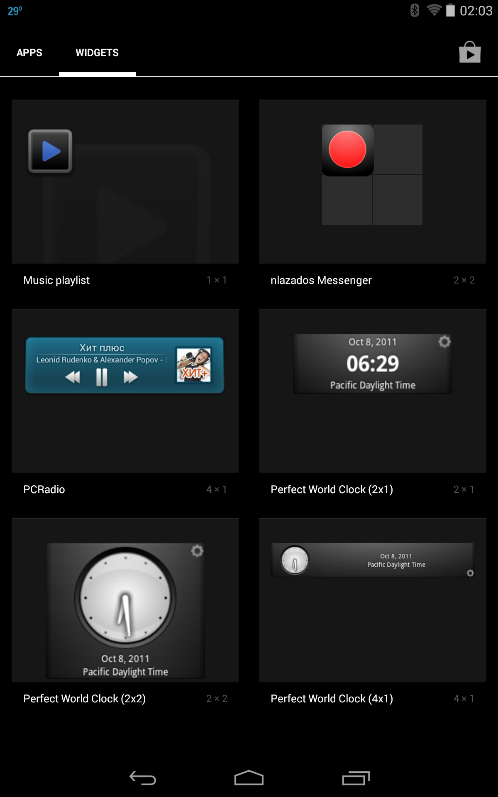 29°
02:03
APPS
WIDGETS
Music playlist
1 × 1
nlazados Messenger
2 × 2
Хит плюс
Leonid Rudenko & Alexander Popov -
ХИТ+
PCRadio
4 × 1
Oct 8, 2011
06:29
Pacific Daylight Time
Perfect World Clock (2x1)
2 × 1
Oct 8, 2011
Pacific Daylight Time
Perfect World Clock (2x2)
2 × 2
Oct 8, 2011
Pacific Daylight Time
Perfect World Clock (4x1)
4 × 1